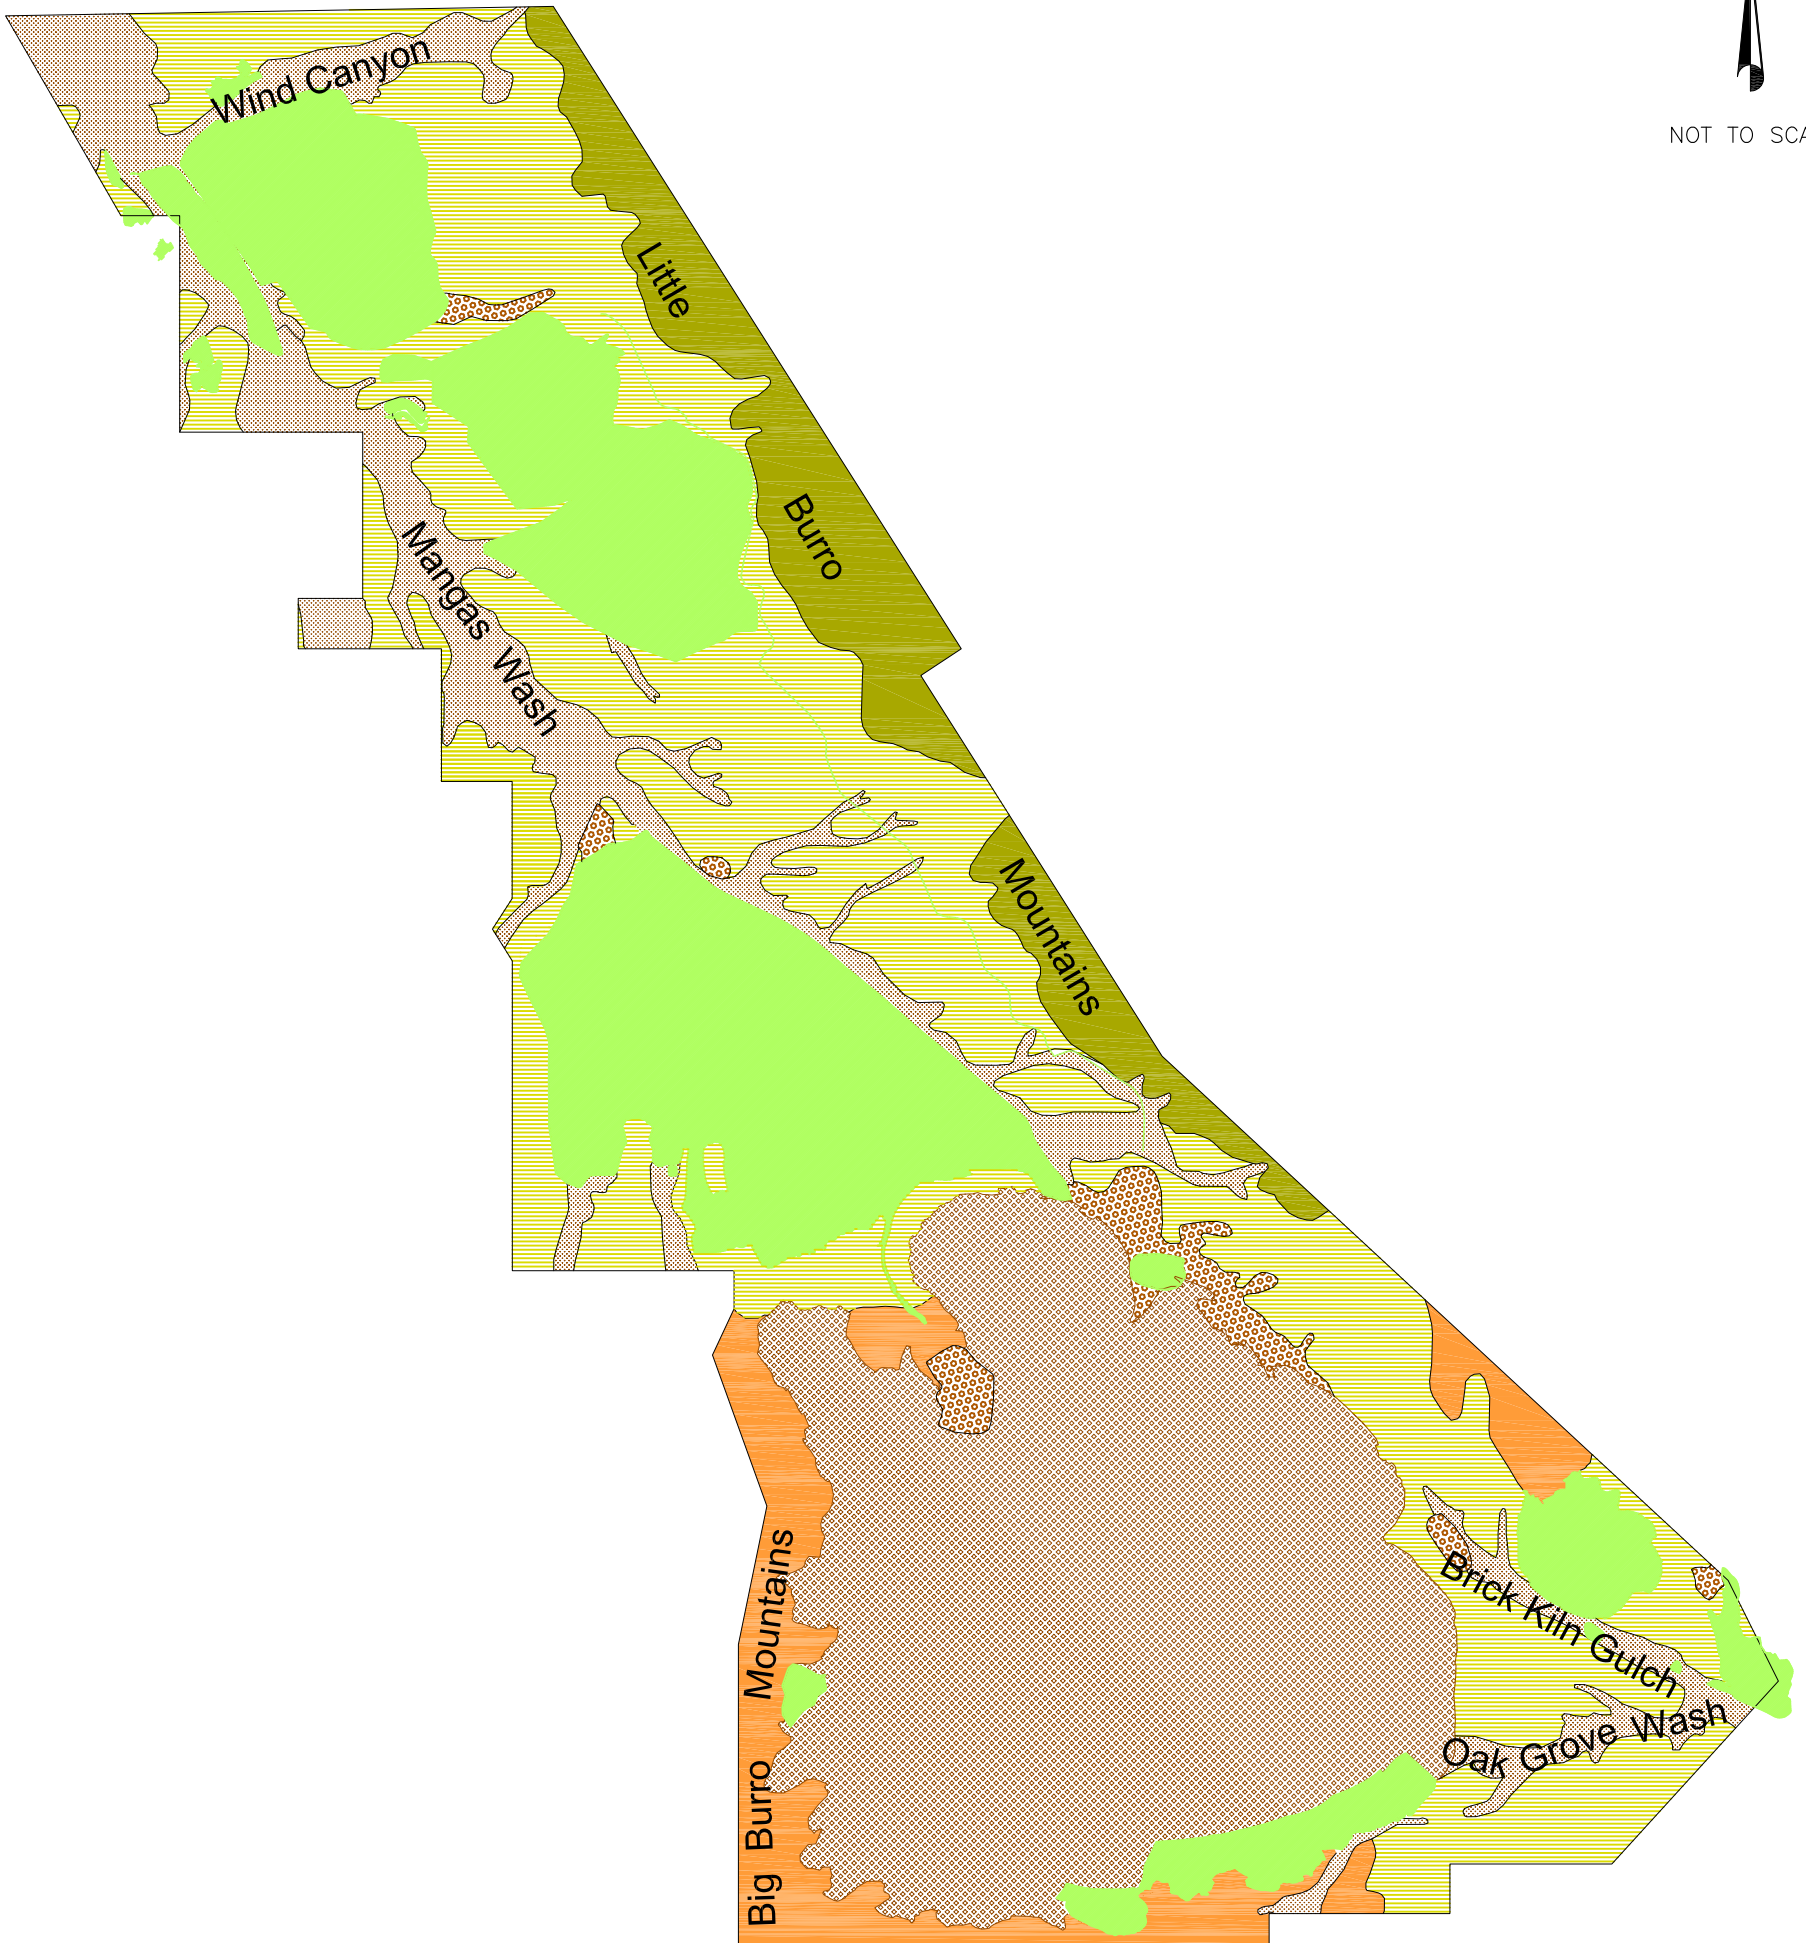 Wind Canyon
NOT TO SCA
Little
Burro
Mountains
Mangas Wash
Brick Kiln Gulch
Oak Grove Wash
Big Burro Mountains